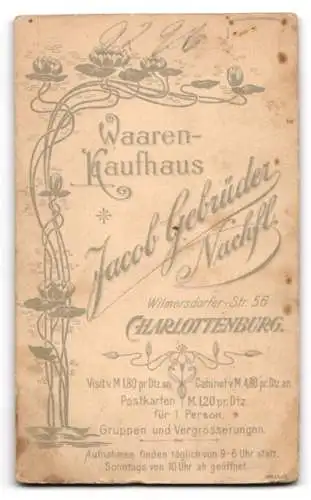 Waaren-
Kaufhaus
Jacob Gebrüder
Nachfl.
Wilmersdorfer-Str. 56
CHARLOTTENBURG.
Visit v. M 1,80 pr. Dtz. an Cabinet v. M. 4,80 pr. Dtz. an
Postkarten M. 1,20 pr. Dtz.
für 1 Person.
Gruppen und Vergrösserungen.
Aufnahmen finden täglich von 9-6 Uhr statt.
Sonntags von 10 Uhr ab geöffnet.